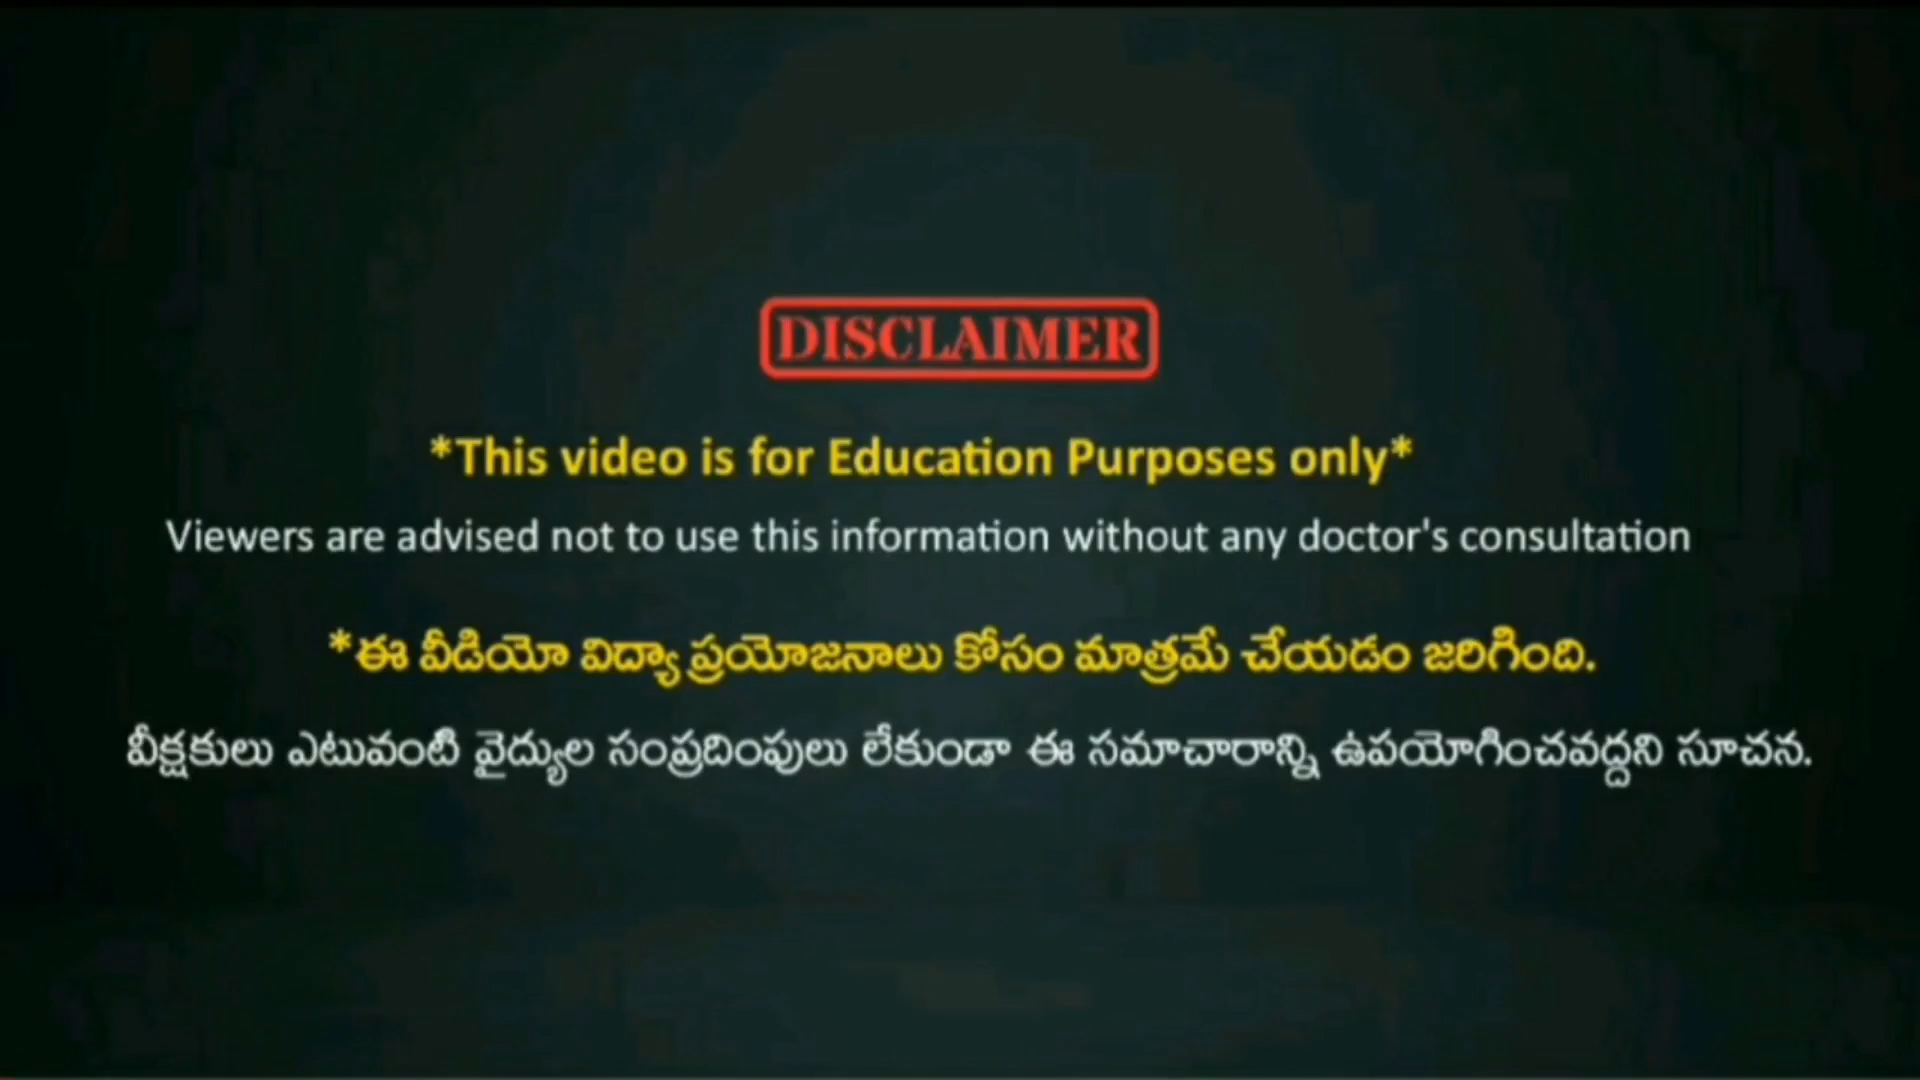 DISCLAIMER
*This video is for Education Purposes only*
Viewers are advised not to use this information without any doctor's consultation
*ఈ వీడియో విద్యా ప్రయోజనాలు కోసం మాత్రమే చేయడం జరిగింది.
వీక్షకులు ఎటువంటి వైద్యుల సంప్రదింపులు లేకుండా ఈ సమాచారాన్ని ఉపయోగించవద్దని సూచన.